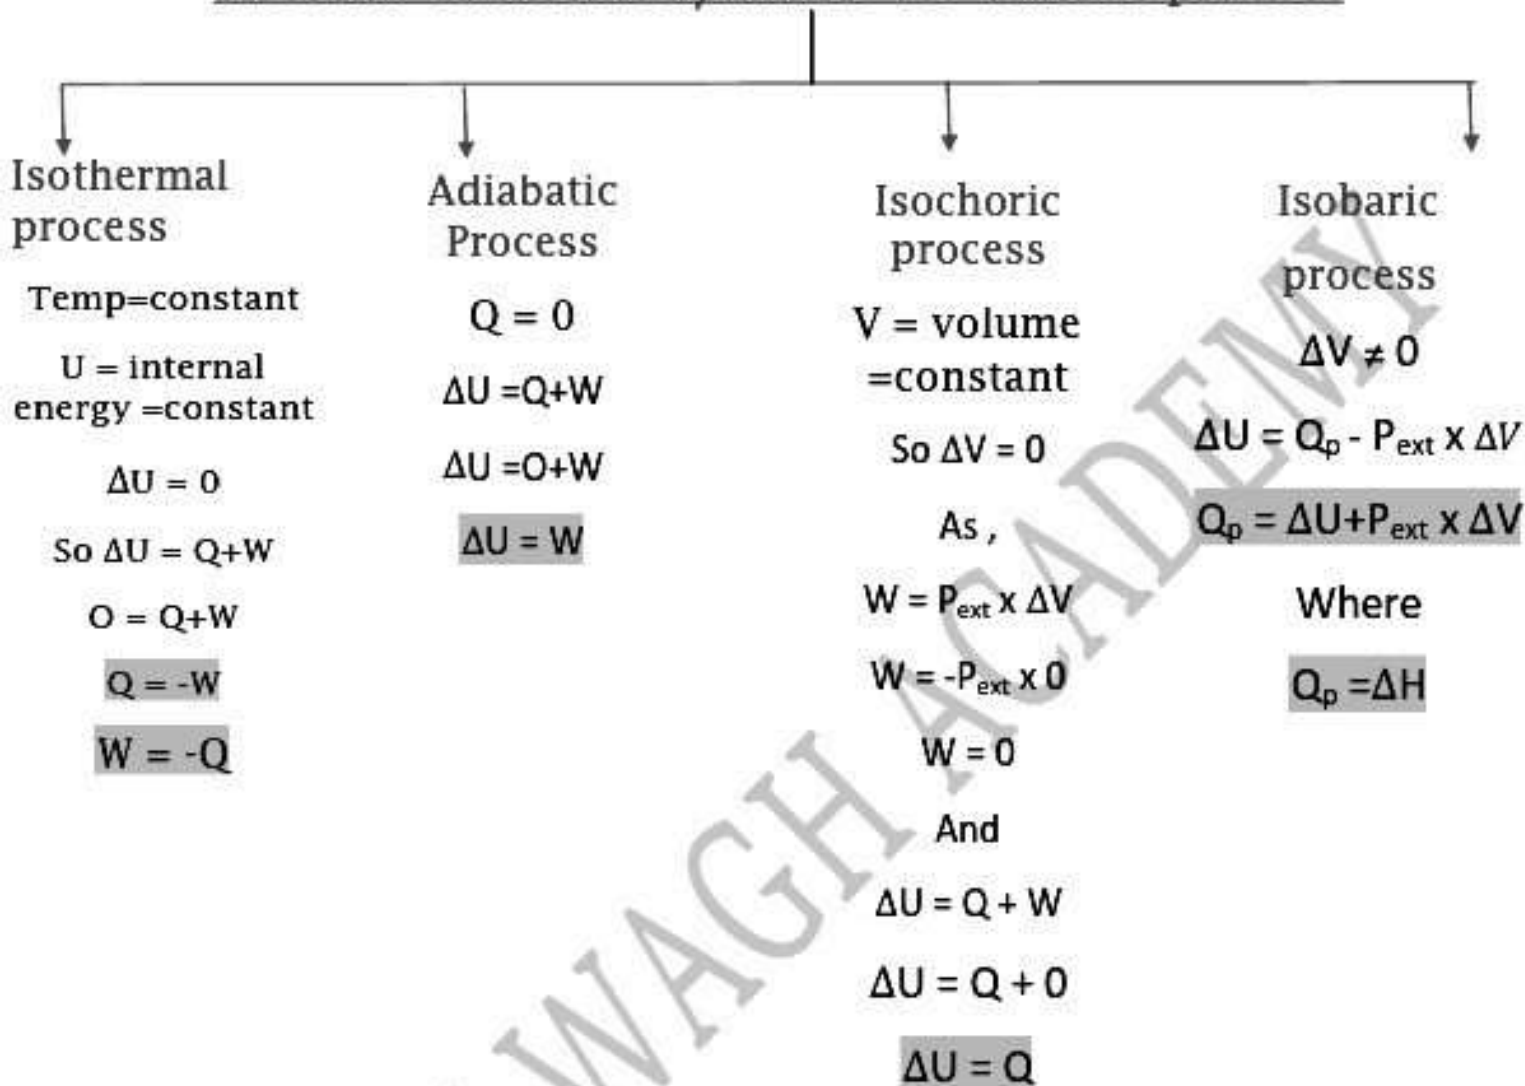 Isothermal
process
Temp=constant
U = internal
energy =constant
ΔU = 0
So ΔU = Q+W
O = Q+W
Q = -W
W = -Q
Adiabatic
Process
Q = 0
ΔU =Q+W
ΔU =O+W
ΔU = W
Isochoric
process
V = volume
=constant
So ΔV = 0
As ,
W = Pext x ΔV
W = -Pext x 0
W = 0
And
ΔU = Q + W
ΔU = Q + 0
ΔU = Q
Isobaric
process
ΔV ≠ 0
ΔU = Qp - Pext x ΔV
Qp = ΔU+Pext x ΔV
Where
Qp =ΔH
WAGH ACADEMY